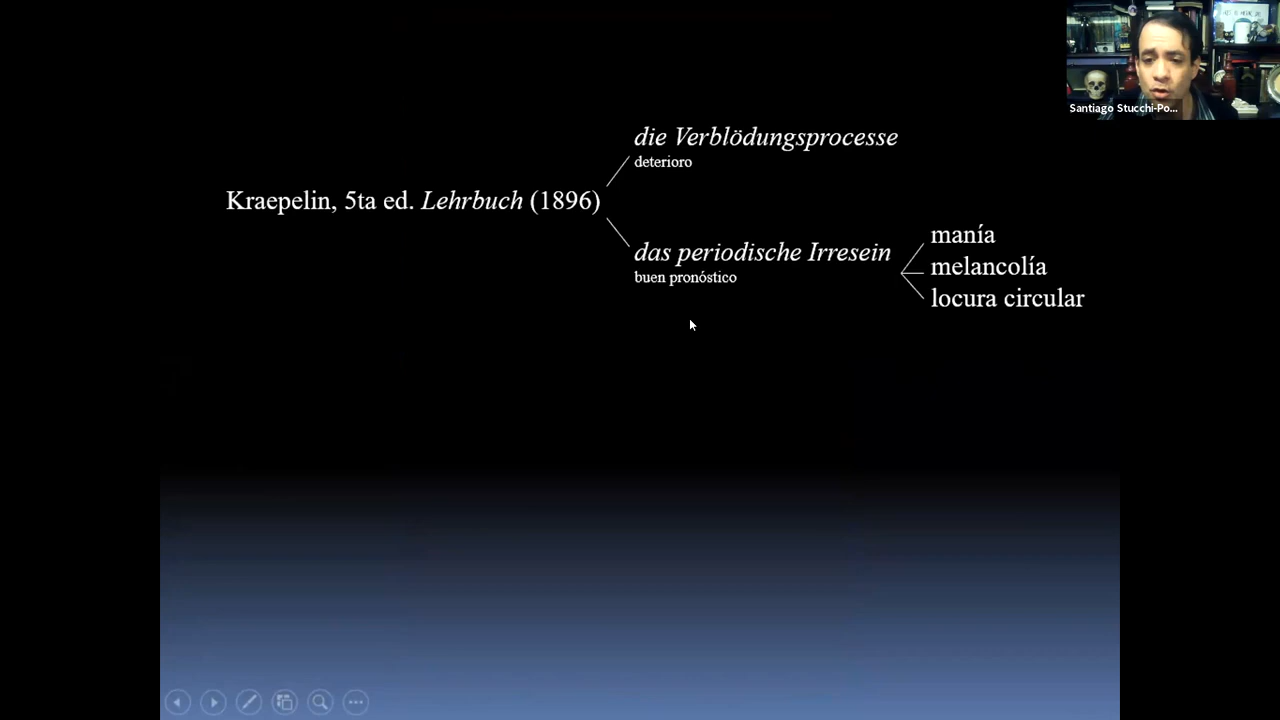 Santiago Stucchi-Po...
die Verblödungsprocesse
deterioro
Kraepelin, 5ta ed. Lehrbuch (1896)
das periodische Irresein
buen pronóstico
manía
melancolía
locura circular